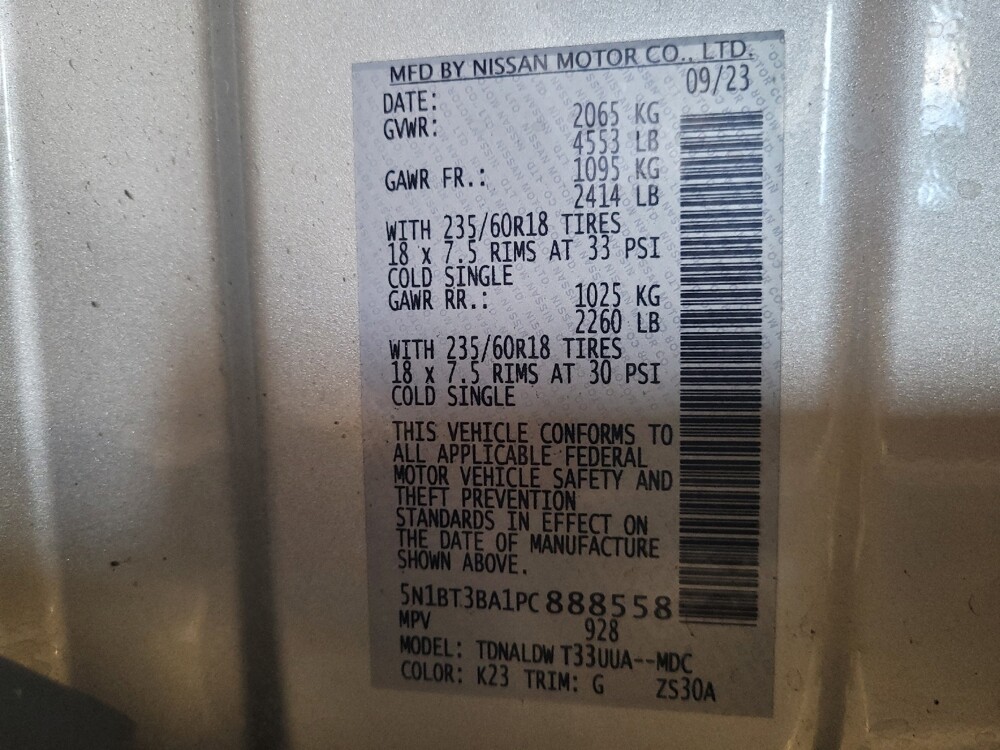 MFD BY NISSAN MOTOR CO., LTD.
DATE: 09/23
GVWR: 2065 KG
4553 LB
GAWR FR.: 1095 KG
2414 LB
WITH 235/60R18 TIRES
18 x 7.5 RIMS AT 33 PSI
COLD SINGLE
GAWR RR.: 1025 KG
2260 LB
WITH 235/60R18 TIRES
18 x 7.5 RIMS AT 30 PSI
COLD SINGLE
THIS VEHICLE CONFORMS TO
ALL APPLICABLE FEDERAL
MOTOR VEHICLE SAFETY AND
THEFT PREVENTION
STANDARDS IN EFFECT ON
THE DATE OF MANUFACTURE
SHOWN ABOVE.
5N1BT3BA1PC888558
MPV 928
MODEL: TDNALDW T33UUA--MDC
COLOR: K23 TRIM: G ZS30A